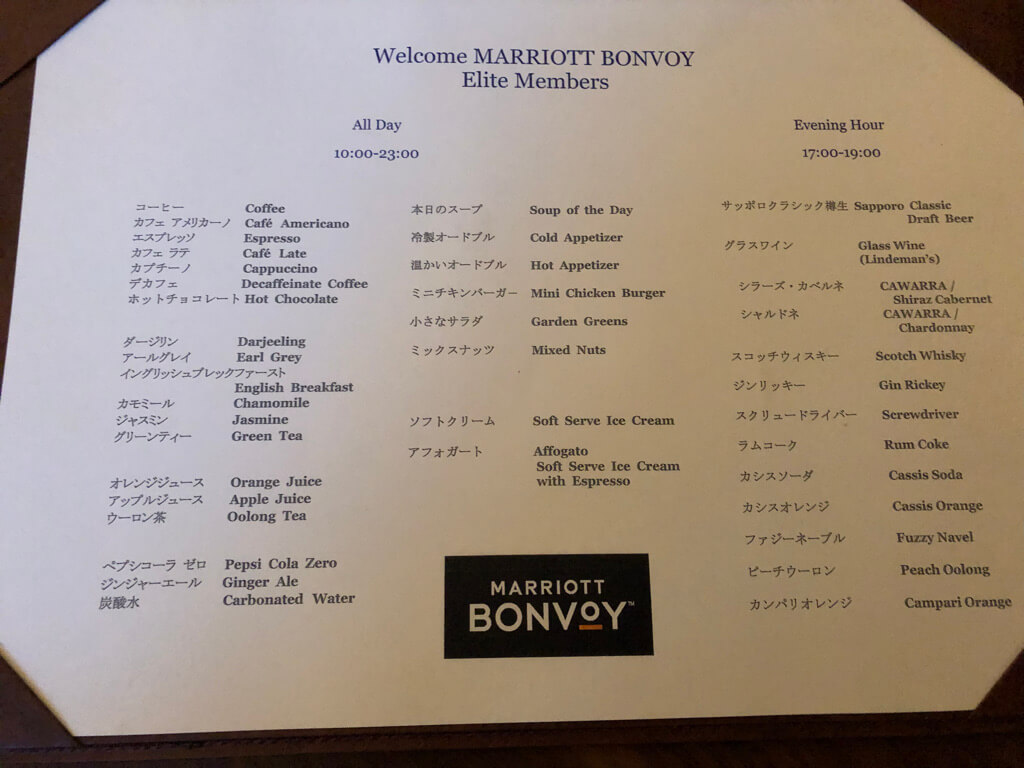 Welcome MARRIOTT BONVOY
Elite Members
All Day
10:00-23:00
コーヒー Coffee
カフェ アメリカーノ Café Americano
エスプレッソ Espresso
カフェ ラテ Café Late
カプチーノ Cappuccino
デカフェ Decaffeinate Coffee
ホットチョコレート Hot Chocolate
ダージリン Darjeeling
アールグレイ Earl Grey
イングリッシュブレックファースト
English Breakfast
カモミール Chamomile
ジャスミン Jasmine
グリーンティー Green Tea
オレンジジュース Orange Juice
アップルジュース Apple Juice
ウーロン茶 Oolong Tea
ペプシコーラ ゼロ Pepsi Cola Zero
ジンジャーエール Ginger Ale
炭酸水 Carbonated Water
本日のスープ Soup of the Day
冷製オードブル Cold Appetizer
温かいオードブル Hot Appetizer
ミニチキンバーガー Mini Chicken Burger
小さなサラダ Garden Greens
ミックスナッツ Mixed Nuts
ソフトクリーム Soft Serve Ice Cream
アフォガート Affogato
Soft Serve Ice Cream
with Espresso
Evening Hour
17:00-19:00
サッポロクラシック樽生 Sapporo Classic
Draft Beer
グラスワイン Glass Wine
(Lindeman's)
シラーズ・カベルネ CAWARRA /
Shiraz Cabernet
シャルドネ CAWARRA /
Chardonnay
スコッチウィスキー Scotch Whisky
ジンリッキー Gin Rickey
スクリュードライバー Screwdriver
ラムコーク Rum Coke
カシスソーダ Cassis Soda
カシスオレンジ Cassis Orange
ファジーネーブル Fuzzy Navel
ピーチウーロン Peach Oolong
カンパリオレンジ Campari Orange
MARRIOTT
BONVOY™